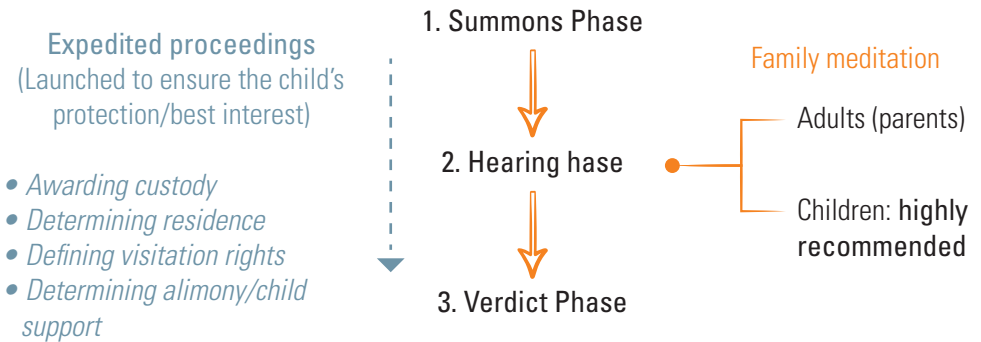 Expedited proceedings
(Launched to ensure the child's
protection/best interest)
• Awarding custody
• Determining residence
• Defining visitation rights
• Determining alimony/child
support
1. Summons Phase
2. Hearing hase
3. Verdict Phase
Family meditation
Adults (parents)
Children: highly
recommended